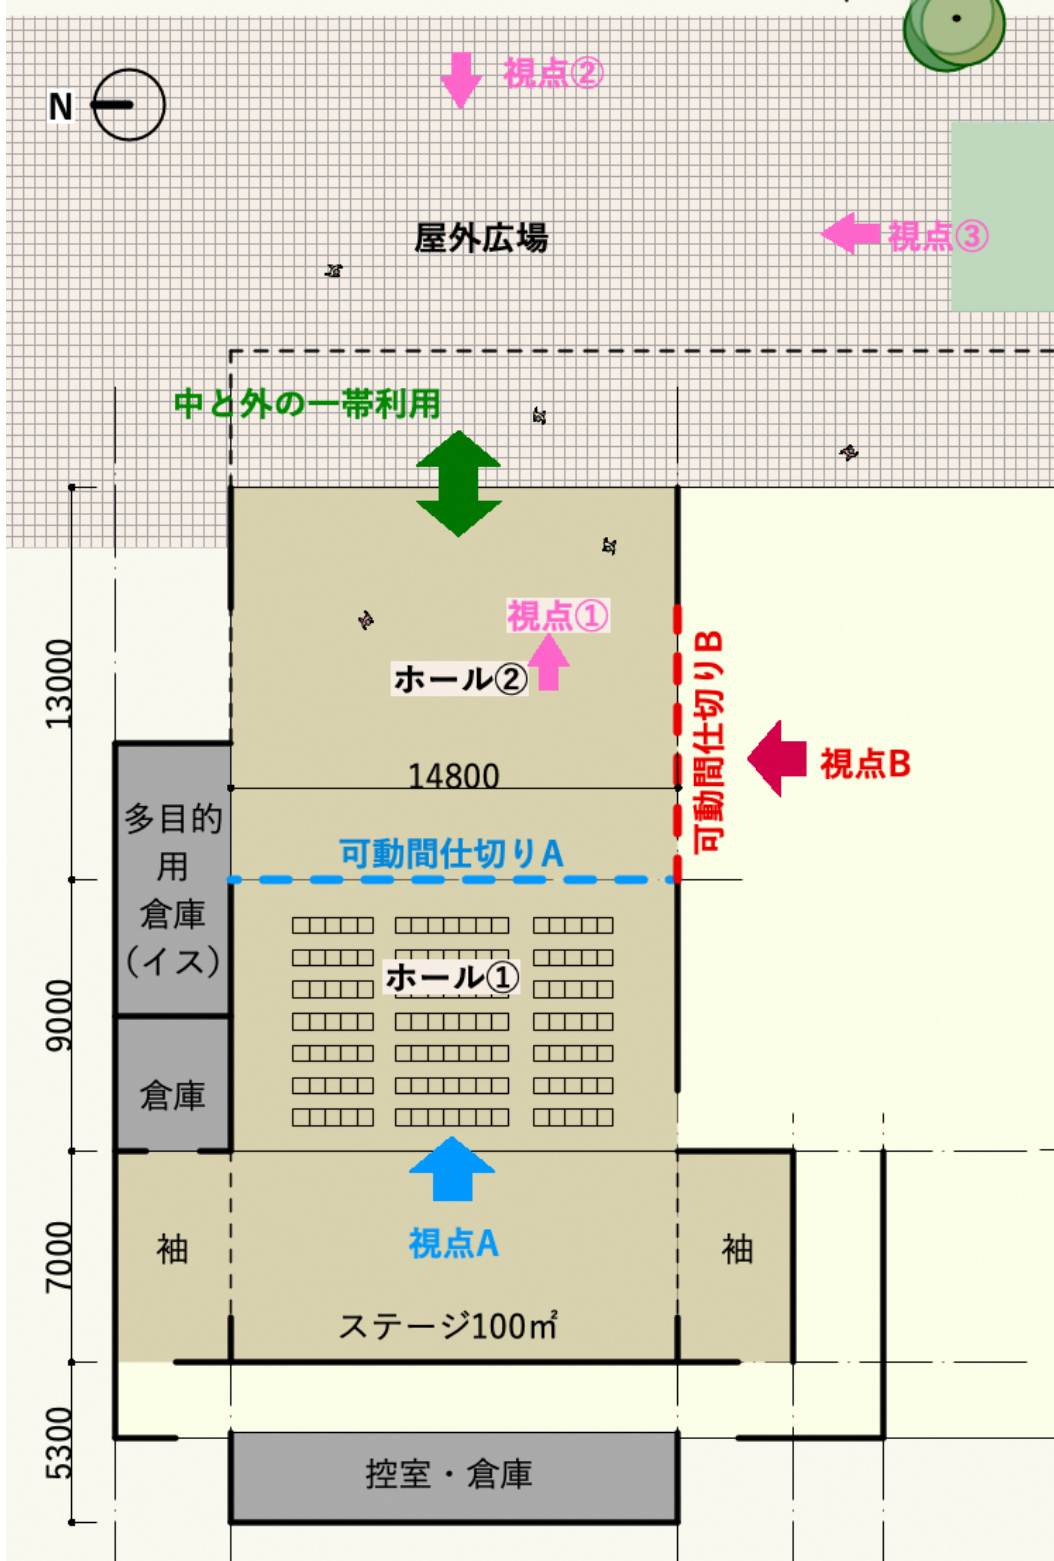 視点②
N
屋外広場
視点③
中と外の一帯利用
視点①
ホール②
可動間仕切りB
13000
視点B
14800
多目的
用
倉庫
(イス)
可動間仕切りA
ホール①
9000
倉庫
視点A
袖
袖
7000
ステージ100㎡
5300
控室・倉庫